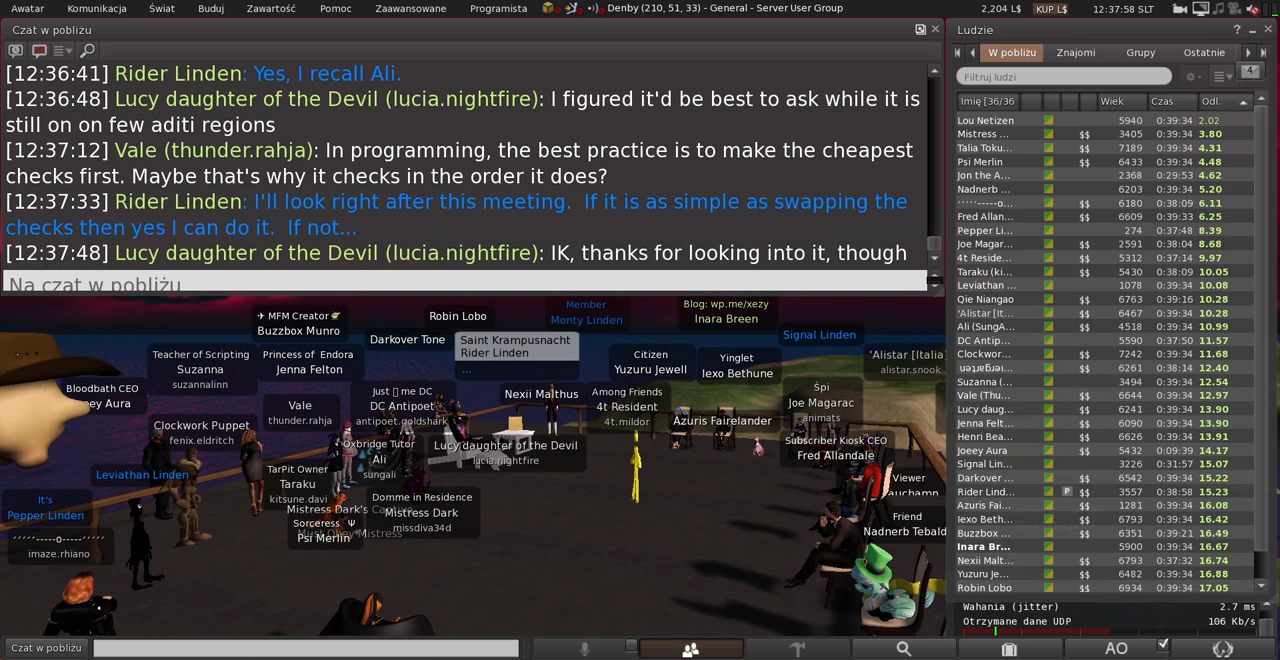 Awatar Komunikacja Świat Buduj Zawartość Pomoc Zaawansowane Programista Denby (210, 51, 33) - General - Server User Group 2,204 L$ KUP L$ 12:37:58 SLT
Czat w pobliżu
[12:36:41] Rider Linden: Yes, I recall Ali.
[12:36:48] Lucy daughter of the Devil (lucia.nightfire): I figured it'd be best to ask while it is
still on on few aditi regions
[12:37:12] Vale (thunder.rahja): In programming, the best practice is to make the cheapest
checks first. Maybe that's why it checks in the order it does?
[12:37:33] Rider Linden: I'll look right after this meeting. If it is as simple as swapping the
checks then yes I can do it. If not...
[12:37:48] Lucy daughter of the Devil (lucia.nightfire): IK, thanks for looking into it, though
Na czat w pobliżu
Member
Monty Linden
Blog: wp.me/xezy
Inara Breen
MFM Creator
Buzzbox Munro
Robin Lobo
Darkover Tone
Saint Krampusnacht
Rider Linden
...
Signal Linden
Teacher of Scripting
Suzanna
suzannalinn
Princess of Endora
Jenna Felton
Citizen
Yuzuru Jewell
Yinglet
Iexo Bethune
'Alistar [Italia]
alistar.snook
Bloodbath CEO
Joeey Aura
Vale
thunder.rahja
Just me DC
DC Antipoet
antipoet.goldshark
Nexii Malthus
Among Friends
4t Resident
4t.mildor
Azuris Fairelander
Śpi
Joe Magarac
animats
Clockwork Puppet
fenix.eldritch
Oxbridge Tutor
Ali
sungali
Lucy daughter of the Devil
lucia.nightfire
Subscriber Kiosk CEO
Fred Allandale
Leviathan Linden
TarPit Owner
Taraku
kitsune.davi
Viewer
It's
Pepper Linden
Domme in Residence
Mistress Dark
missdiva34d
Mistress Dark's
Sorceress Ψ
Psi Merlin
Friend
Nadnerb Tebald
′′′′′-----o-----′′′′′
imaze.rhiano
Ludzie
W pobliżu Znajomi Grupy Ostatnie
Filtruj ludzi 4
Imię [36/36 Wiek Czas Odl.
Lou Netizen 5940 0:39:34 2.02
Mistress ... $$ 3405 0:39:34 3.80
Talia Toku... $$ 7189 0:39:34 4.31
Psi Merlin $$ 6433 0:39:34 4.48
Jon the A... 2368 0:29:53 4.62
Nadnerb ... 6203 0:39:34 5.20
′′′′′-----o... $$ 6180 0:38:09 6.11
Fred Allan... $$ 6609 0:39:33 6.25
Pepper Li... 274 0:37:48 8.39
Joe Magar... $$ 2591 0:38:04 8.68
4t Reside... $$ 5312 0:37:14 9.97
Taraku (ki... $$ 5430 0:38:09 10.05
Leviathan ... 1078 0:39:34 10.08
Qie Niangao $$ 6763 0:39:16 10.28
'Alistar [It... $$ 6467 0:39:34 10.28
Ali (SungA... $$ 4518 0:39:34 10.99
DC Antip... 5590 0:37:50 11.57
Clockwor... $$ 7242 0:39:34 11.68
$$ 6261 0:38:14 12.40
Suzanna (... 3494 0:39:34 12.54
Vale (Thu... $$ 6644 0:39:34 12.97
Lucy daug... $$ 6241 0:39:34 13.90
Jenna Felt... $$ 6090 0:39:34 13.90
Henri Bea... $$ 6626 0:39:34 13.91
Joeey Aura $$ 5432 0:09:39 14.17
Signal Lin... 3226 0:31:57 15.07
Darkover ... $$ 6542 0:39:34 15.22
Rider Lind... P $$ 3557 0:38:58 15.23
Azuris Fai... $$ 1281 0:39:34 16.08
Iexo Beth... $$ 6793 0:39:34 16.42
Buzzbox ... $$ 6351 0:39:21 16.49
Inara Br... 5900 0:39:34 16.67
Nexii Malt... $$ 6793 0:37:32 16.74
Yuzuru Je... $$ 6482 0:39:34 16.88
Robin Lobo $$ 6934 0:39:34 17.05
Wahania (jitter) 2.7 ms
Otrzymane dane UDP 106 Kb/s
Czat w pobliżu AO